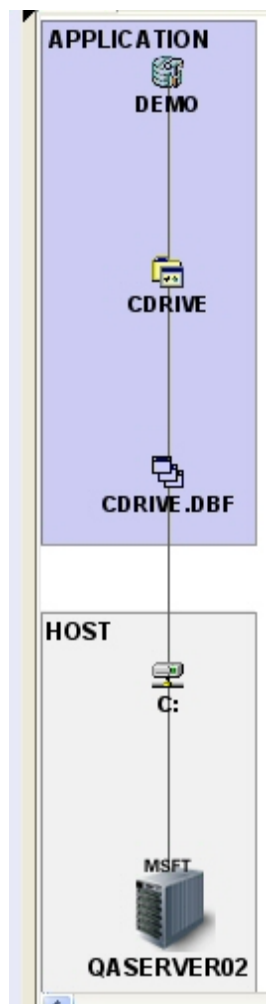 APPLICATION
DEMO
CDRIVE
CDRIVE.DBF
HOST
C:
MSFT
QASERVER02